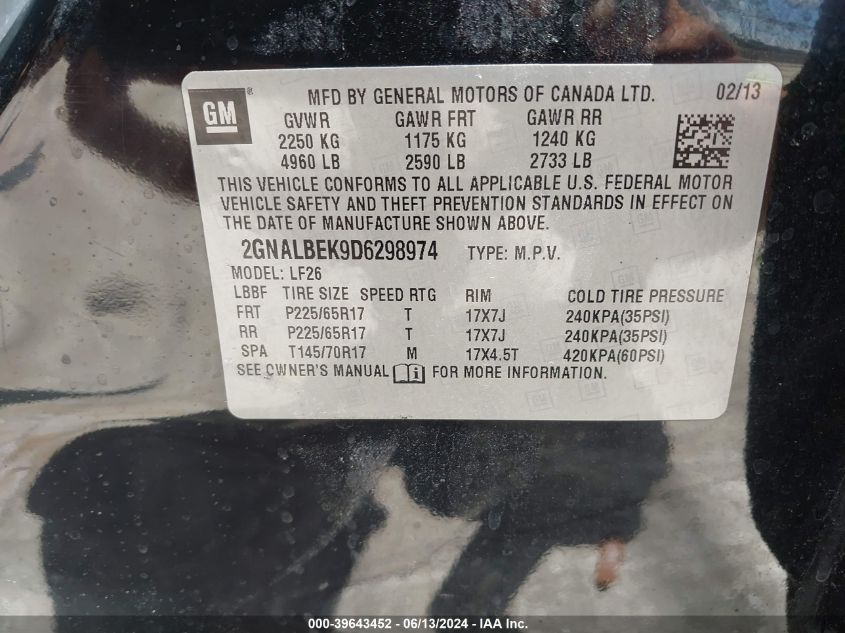 GM ® MFD BY GENERAL MOTORS OF CANADA LTD. 02/13
GVWR GAWR FRT GAWR RR
2250 KG 1175 KG 1240 KG
4960 LB 2590 LB 2733 LB
THIS VEHICLE CONFORMS TO ALL APPLICABLE U.S. FEDERAL MOTOR
VEHICLE SAFETY AND THEFT PREVENTION STANDARDS IN EFFECT ON
THE DATE OF MANUFACTURE SHOWN ABOVE.
2GNALBEK9D6298974 TYPE: M.P.V.
MODEL: LF26
LBBF TIRE SIZE SPEED RTG RIM COLD TIRE PRESSURE
FRT P225/65R17 T 17X7J 240KPA(35PSI)
RR P225/65R17 T 17X7J 240KPA(35PSI)
SPA T145/70R17 M 17X4.5T 420KPA(60PSI)
SEE OWNER'S MANUAL i FOR MORE INFORMATION.
000-39643452 - 06/13/2024 - IAA Inc.